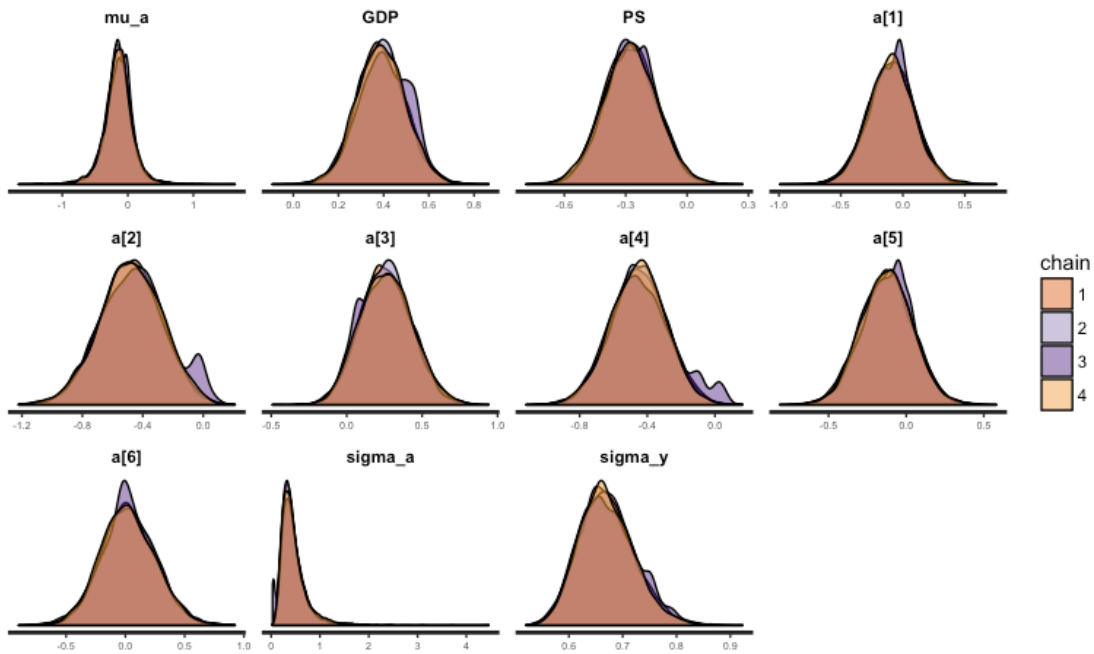 mu_a GDP PS a[1]
-1 0 1 0.0 0.2 0.4 0.6 0.8 -0.6 -0.3 0.0 0.3 -1.0 -0.5 0.0 0.5
a[2] a[3] a[4] a[5]
chain
1
2
3
4
-1.2 -0.8 -0.4 0.0 -0.5 0.0 0.5 1.0 -0.8 -0.4 0.0 -0.5 0.0 0.5
a[6] sigma_a sigma_y
-0.5 0.0 0.5 1.0 0 1 2 3 4 0.6 0.7 0.8 0.9